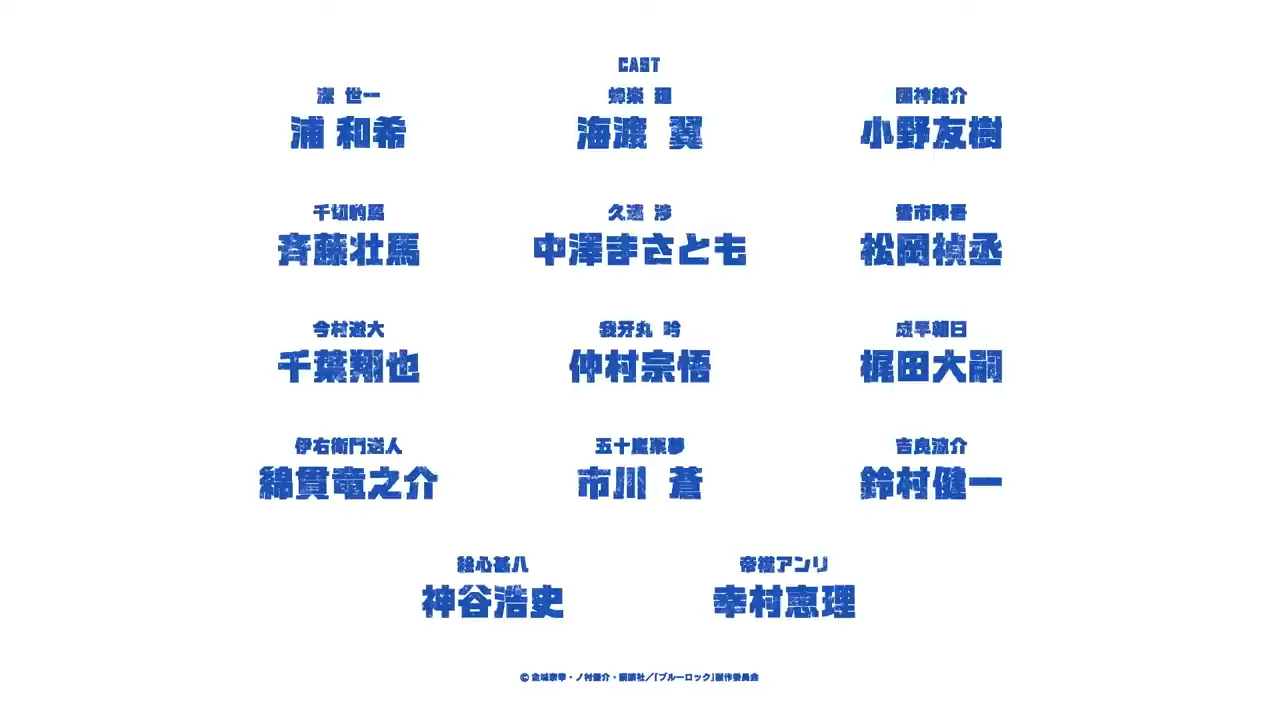 CAST
潔 世一 蜂楽 廻 國神錬介
浦 和希 海渡 翼 小野友樹
千切豹馬 久遠 渉 雷市陣吾
斉藤壮馬 中澤まさとも 松岡禎丞
今村遊大 我牙丸 吟 成早朝日
千葉翔也 仲村宗悟 梶田大嗣
伊右衛門送人 五十嵐栗夢 吉良涼介
綿貫竜之介 市川 蒼 鈴村健一
絵心甚八 帝襟アンリ
神谷浩史 幸村恵理
© 金城宗幸・ノ村優介・講談社／「ブルーロック」製作委員会